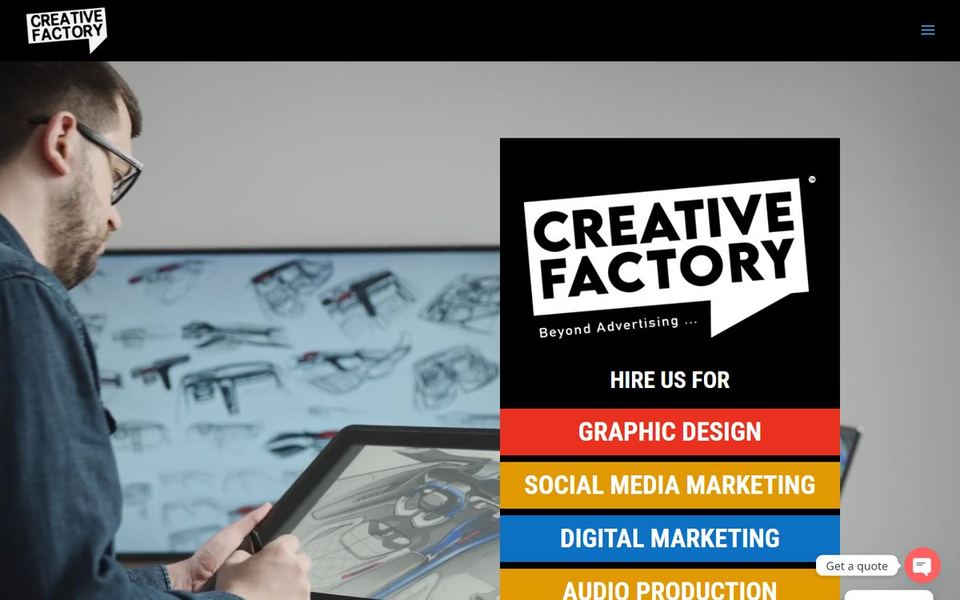 CREATIVE
FACTORY
CREATIVE
FACTORY
TM
Beyond Advertising ...
HIRE US FOR
GRAPHIC DESIGN
SOCIAL MEDIA MARKETING
DIGITAL MARKETING
Get a quote
AUDIO PRODUCTION